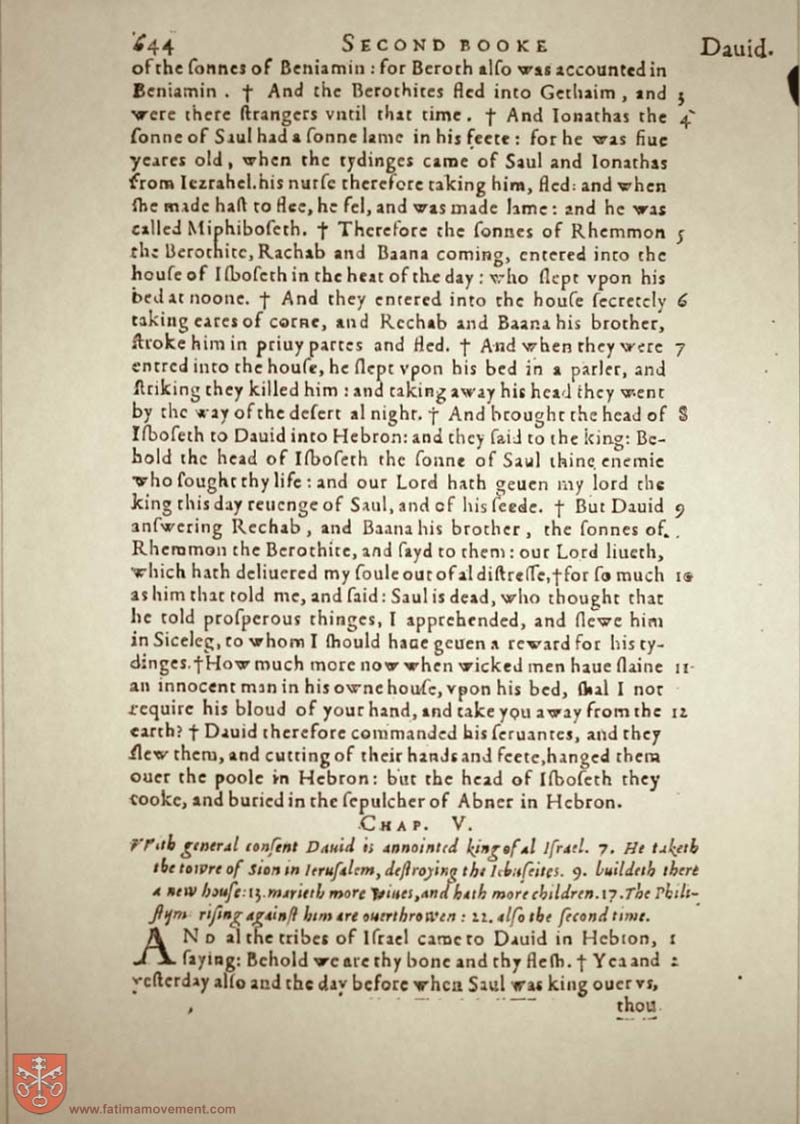 644 SECOND BOOKE Dauid.
of the ſonnes of Beniamin : for Beroth alſo was accounted in
Beniamin . † And the Berothites fled into Gethaim , and 3
were there ſtrangers vntil that time . † And Ionathas the 4
ſonne of Saul had a ſonne lame in his feete : for he was fiue
yeares old , when the tydinges came of Saul and Ionathas
from Iezrahel. his nurſe therefore taking him, fled: and when
ſhe made haſt to flee, he fel, and was made lame : and he was
called Miphiboſeth. † Therefore the ſonnes of Rhemmon 5
the Berothite, Rachab and Baana coming, entered into the
houſe of Iſboſeth in the heat of the day : who ſlept vpon his
bed at noone. † And they entered into the houſe ſecretely 6
taking eares of corne, and Rechab and Baana his brother,
ſtroke him in priuy partes and fled. † And when they were 7
entred into the houſe, he ſlept vpon his bed in a parler, and
ſtriking they killed him : and taking away his head they went
by the way of the deſert al night. † And brought the head of 8
Iſboſeth to Dauid into Hebron: and they ſaid to the king: Be-
hold the head of Iſboſeth the ſonne of Saul thine enemie
who ſought thy life : and our Lord hath geuen my lord the
king this day reuenge of Saul, and of his ſeede. † But Dauid 9
anſwering Rechab , and Baana his brother , the ſonnes of
Rhemmon the Berothite, and ſayd to them : our Lord liueth,
which hath deliuered my ſoule out of al diſtreſſe, †for ſo much 10
as him that told me, and ſaid: Saul is dead, who thought that
he told proſperous thinges, I apprehended, and ſlewe him
in Siceleg, to whom I ſhould haue geuen a reward for his ty-
dinges. †How much more now when wicked men haue ſlaine 11
an innocent man in his owne houſe, vpon his bed, ſhal I not
require his bloud of your hand, and take you away from the 12
earth? † Dauid therefore commanded his ſeruantes, and they
ſlew them, and cutting of their hands and feete, hanged them
ouer the poole in Hebron: but the head of Iſboſeth they
tooke, and buried in the ſepulcher of Abner in Hebron.
CHAP. V.
VVith general conſent Dauid is annointed king of al Iſrael. 7. He taketh
the towre of Sion in Ieruſalem, deſtroying the Iebuſeites. 9. buildeth there
a new houſe: 13. marieth more wiues, and hath more children. 17. The Phili-
ſtijms riſing againſt him are ouerthrowen : 22. alſo the ſecond time.
AND al the tribes of Iſrael came to Dauid in Hebron, 1
ſaying: Behold we are thy bone and thy fleſh. † Yea and 2
yeſterday alſo and the day before when Saul was king ouer vs,
thou
www.fatimamovement.com